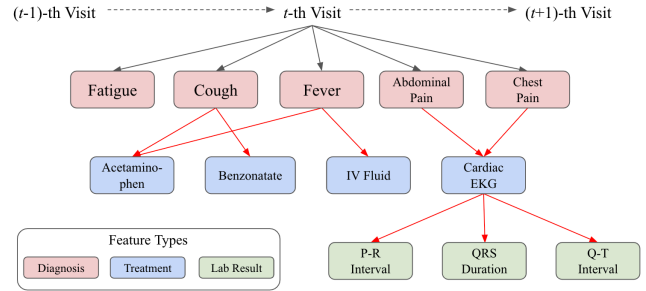 (t-1)-th Visit t-th Visit (t+1)-th Visit
Fatigue Cough Fever Abdominal Pain Chest Pain
Acetamino-
phen
Benzonatate
IV Fluid
Cardiac
EKG
Feature Types
Diagnosis Treatment Lab Result
P-R
Interval
QRS
Duration
Q-T
Interval